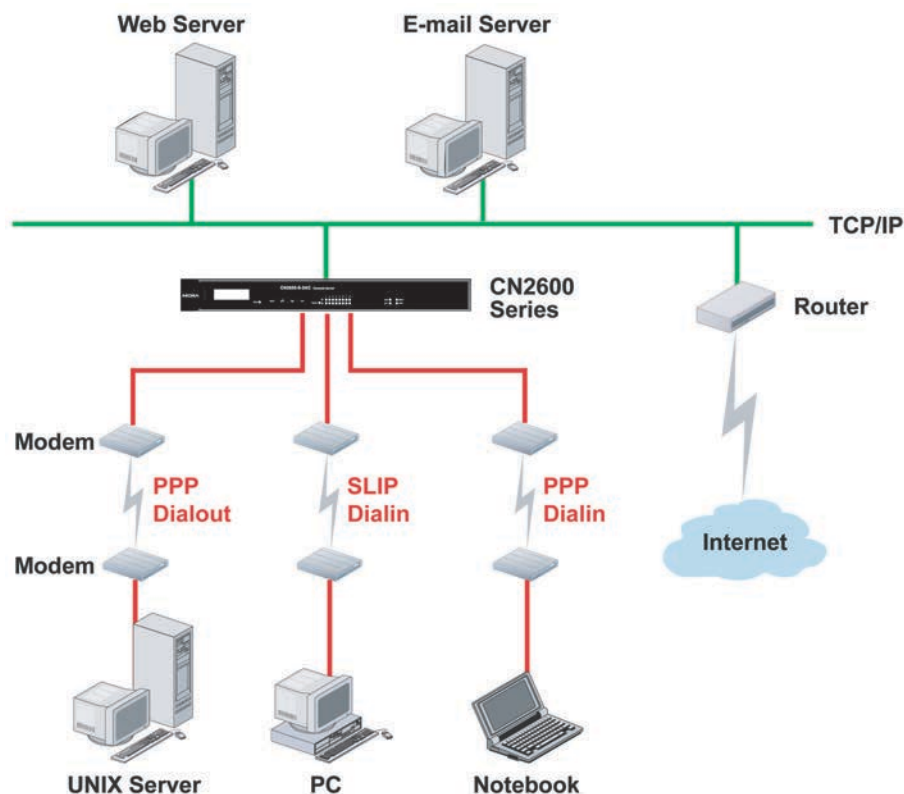 Web Server
E-mail Server
TCP/IP
MOXA
CN2600
Series
Router
Modem
PPP
Dialout
SLIP
Dialin
PPP
Dialin
Modem
Internet
UNIX Server
PC
Notebook